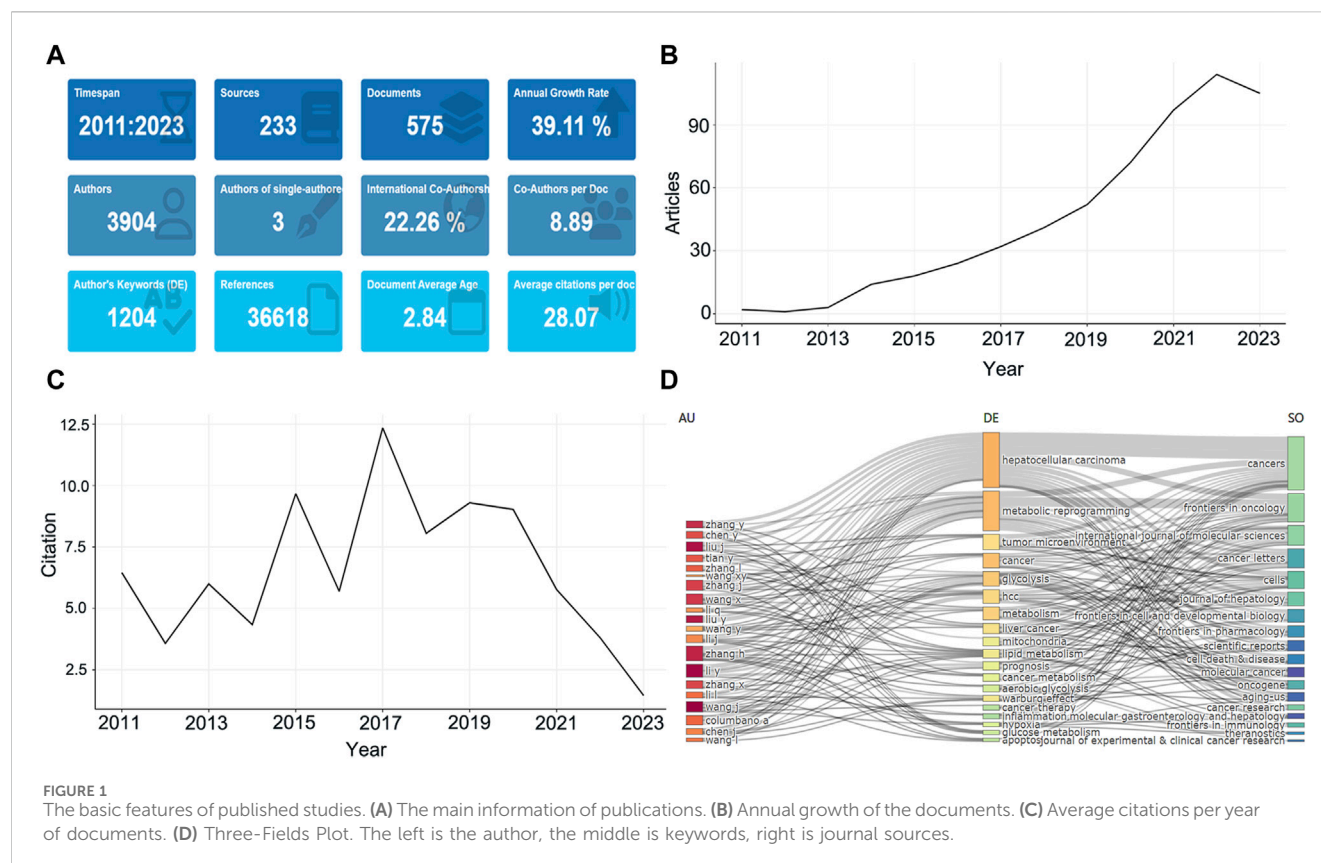 A
Timespan
2011:2023
Sources
233
Documents
575
Annual Growth Rate
39.11 %
Authors
3904
Authors of single-authore
3
International Co-Authorsh
22.26 %
Co-Authors per Doc
8.89
Author's Keywords (DE)
1204
References
36618
Document Average Age
2.84
Average citations per doc
28.07
B
Articles
90
60
30
0
2011 2013 2015 2017 2019 2021 2023
Year
C
Citation
12.5
10.0
7.5
5.0
2.5
2011 2013 2015 2017 2019 2021 2023
Year
D
AU
DE
SO
zhang y
chen y
liu j
tian y
zhang l
wang xy
zhang j
wang x
li q
liu y
wang y
li j
zhang h
li y
zhang x
li l
wang j
columbano a
chen j
wang l
hepatocellular carcinoma
metabolic reprogramming
tumor microenvironment
cancer
glycolysis
hcc
metabolism
liver cancer
mitochondria
lipid metabolism
prognosis
cancer metabolism
aerobic glycolysis
warburg effect
cancer therapy
inflammation
hypoxia
glucose metabolism
apoptos
cancers
frontiers in oncology
international journal of molecular sciences
cancer letters
cells
journal of hepatology
frontiers in cell and developmental biology
frontiers in pharmacology
scientific reports
cell death & disease
molecular cancer
oncogene
aging-us
cancer research
molecular gastroenterology and hepatology
frontiers in immunology
theranostics
journal of experimental & clinical cancer research
FIGURE 1
The basic features of published studies. (A) The main information of publications. (B) Annual growth of the documents. (C) Average citations per year
of documents. (D) Three-Fields Plot. The left is the author, the middle is keywords, right is journal sources.